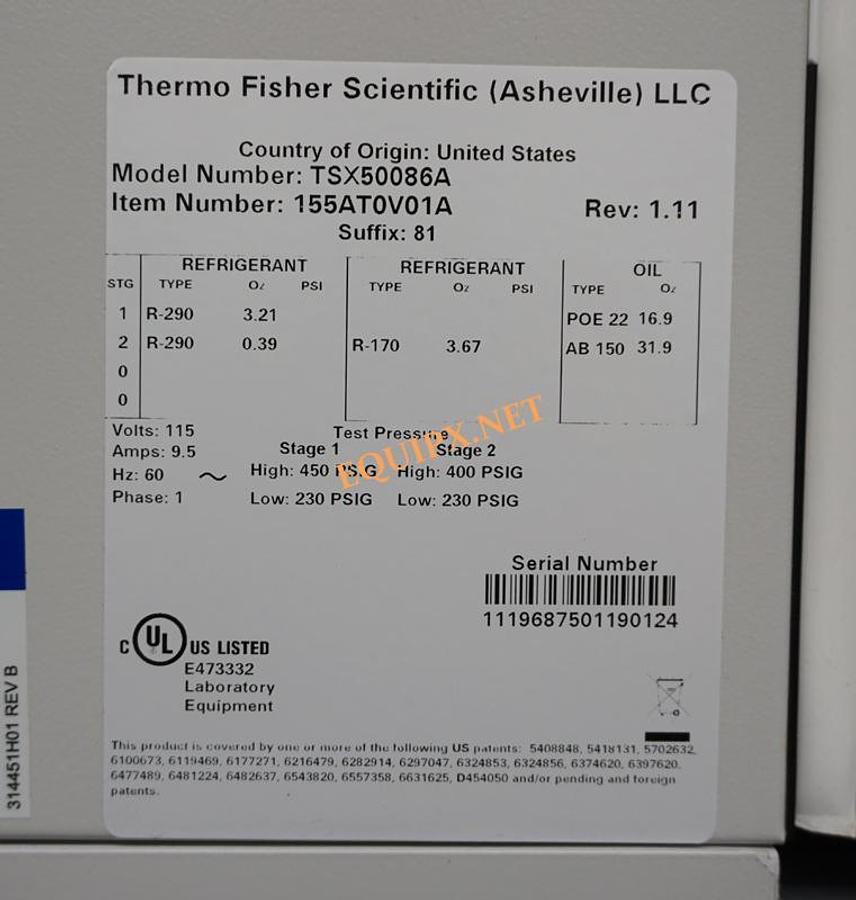 Thermo Fisher Scientific (Asheville) LLC
Country of Origin: United States
Model Number: TSX50086A
Item Number: 155AT0V01A Rev: 1.11
Suffix: 81
REFRIGERANT REFRIGERANT OIL
STG TYPE Oz PSI TYPE Oz PSI TYPE Oz
1 R-290 3.21 POE 22 16.9
2 R-290 0.39 R-170 3.67 AB 150 31.9
0
0
Volts: 115 Test Pressure
Amps: 9.5 Stage 1 Stage 2
Hz: 60 ~ High: 450 PSIG High: 400 PSIG
Phase: 1 Low: 230 PSIG Low: 230 PSIG
EQUIPX.NET
Serial Number
1119687501190124
C UL US LISTED
E473332
Laboratory
Equipment
This product is covered by one or more of the following US patents: 5408848, 5418131, 5702632,
6100673, 6119469, 6177271, 6216479, 6282914, 6297047, 6324853, 6324856, 6374620, 6397620,
6477489, 6481224, 6482637, 6543820, 6557358, 6631625, D454050 and/or pending and foreign
patents.
314451H01 REV B